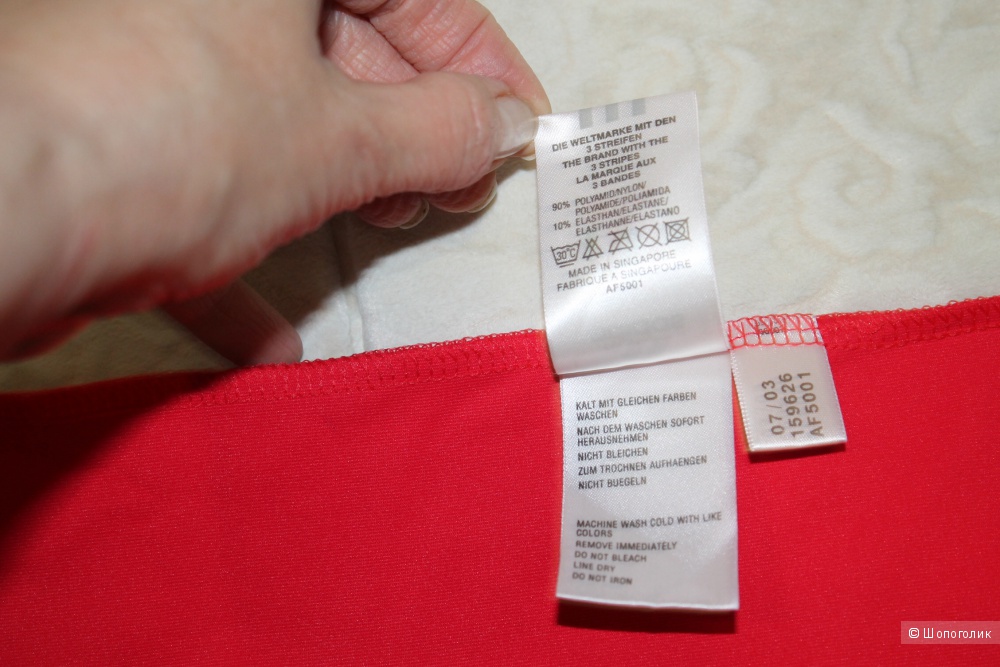 DIE WELTMARKE MIT DEN
3 STREIFEN
THE BRAND WITH THE
3 STRIPES
LA MARQUE AUX
3 BANDES
90% POLYAMID/NYLON/
POLYAMIDE/POLIAMIDA
10% ELASTHAN/ELASTANE/
ELASTHANNE/ELASTANO
30°C
MADE IN SINGAPORE
FABRIQUE A SINGAPOURE
AF5001
KALT MIT GLEICHEN FARBEN
WASCHEN
NACH DEM WASCHEN SOFORT
HERAUSNEHMEN
NICHT BLEICHEN
ZUM TROCHNEN AUFHAENGEN
NICHT BUEGELN
MACHINE WASH COLD WITH LIKE
COLORS
REMOVE IMMEDIATELY
DO NOT BLEACH
LINE DRY
DO NOT IRON
07/03
159626
AF5001
© Шопоголик